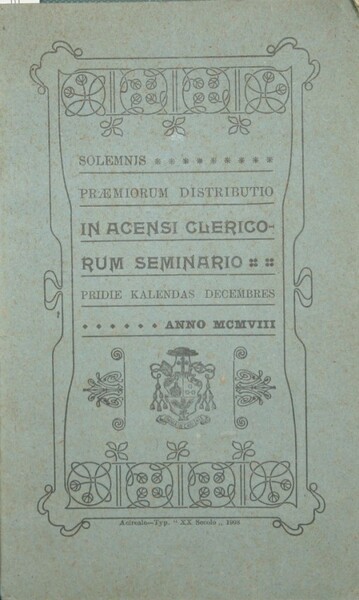 SOLEMNIS
PRÆMIORUM DISTRIBUTIO
IN ACENSI CLERICO-
RUM SEMINARIO
PRIDIE KALENDAS DECEMBRES
ANNO MCMVIII
Acireale—Typ. “ XX Secolo „ 1908